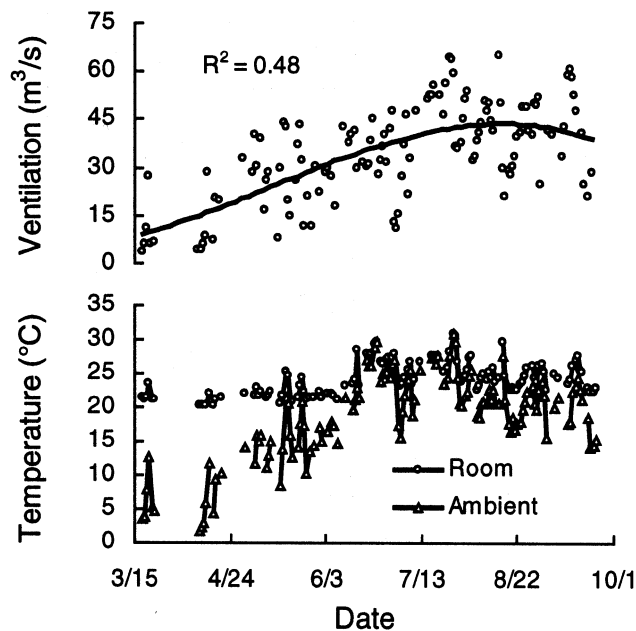 75
60
45
30
15
0
Ventilation (m³/s)
R² = 0.48
35
30
25
20
15
10
5
0
Temperature (°C)
Room
Ambient
3/15 4/24 6/3 7/13 8/22 10/1
Date